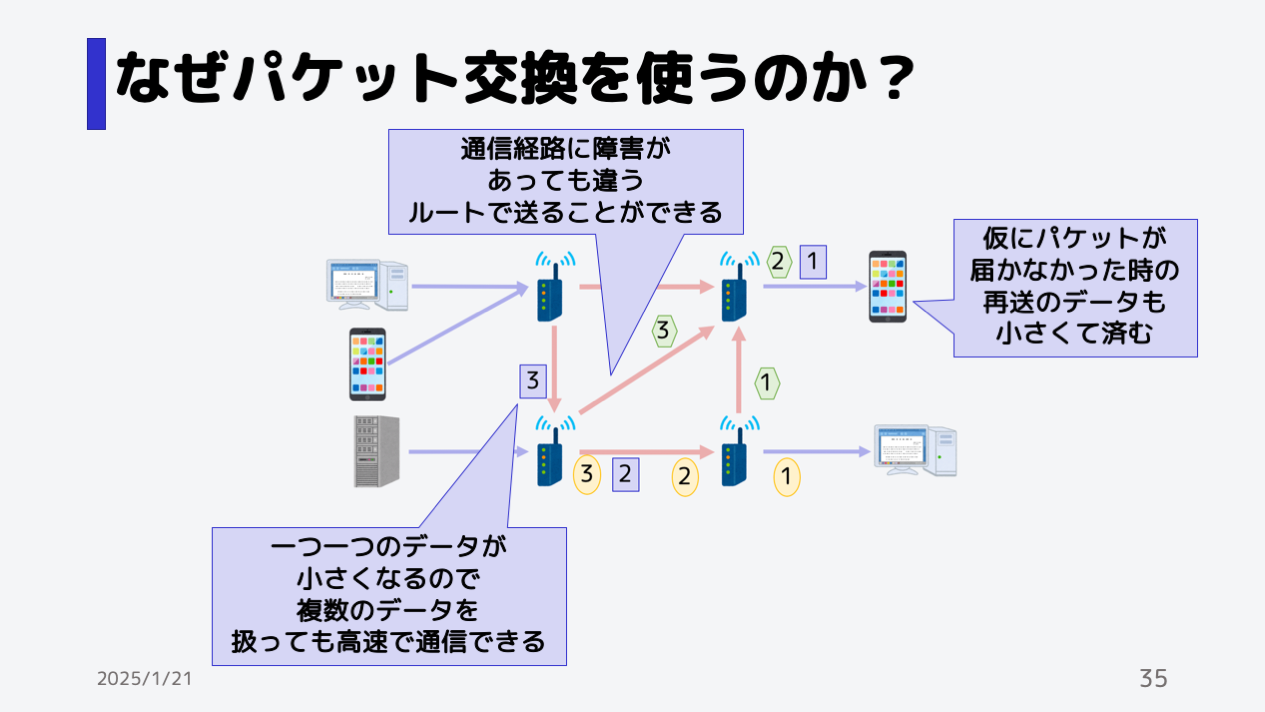 なぜパケット交換を使うのか？
通信経路に障害が
あっても違う
ルートで送ることができる
仮にパケットが
届かなかった時の
再送のデータも
小さくて済む
2
1
3
3
1
3
2
2
1
一つ一つのデータが
小さくなるので
複数のデータを
扱っても高速で通信できる
2025/1/21
35